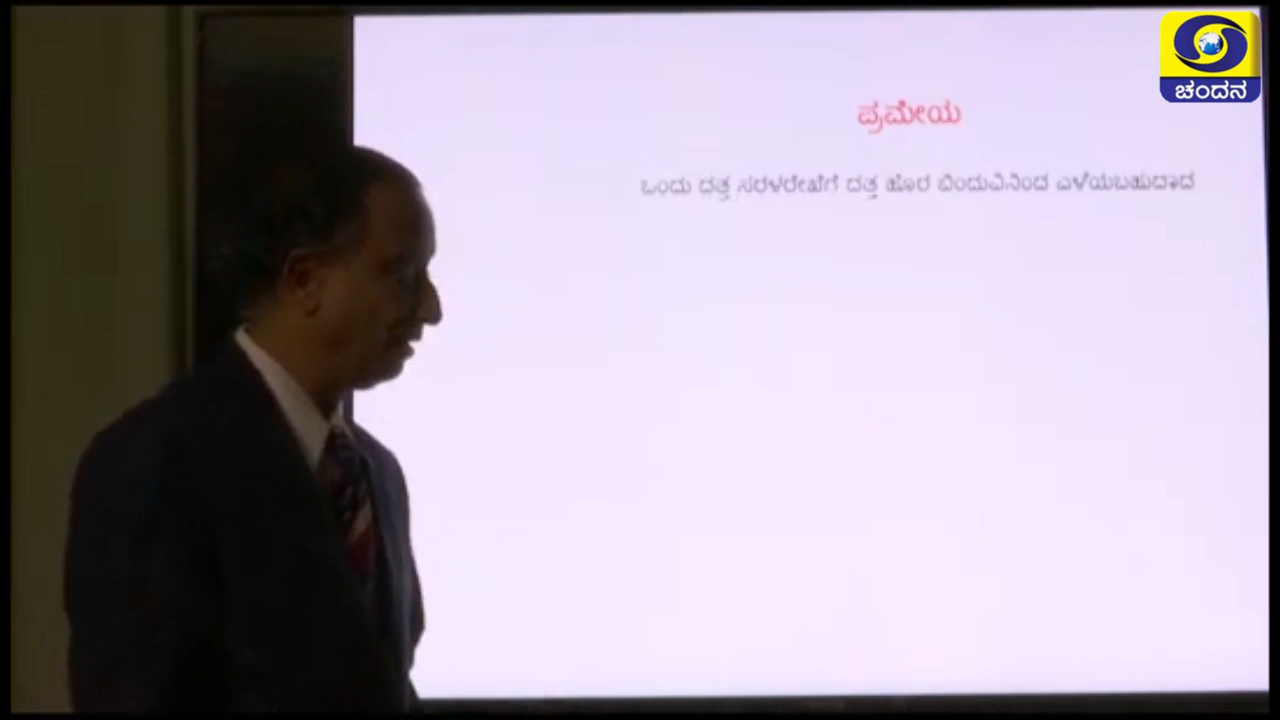 ಚಂದನ
ಪ್ರಮೇಯ
ಒಂದು ದತ್ತ ಸರಳರೇಖೆಗೆ ದತ್ತ ಹೊರ ಬಿಂದುವಿನಿಂದ ಎಳೆಯಬಹುದಾದ